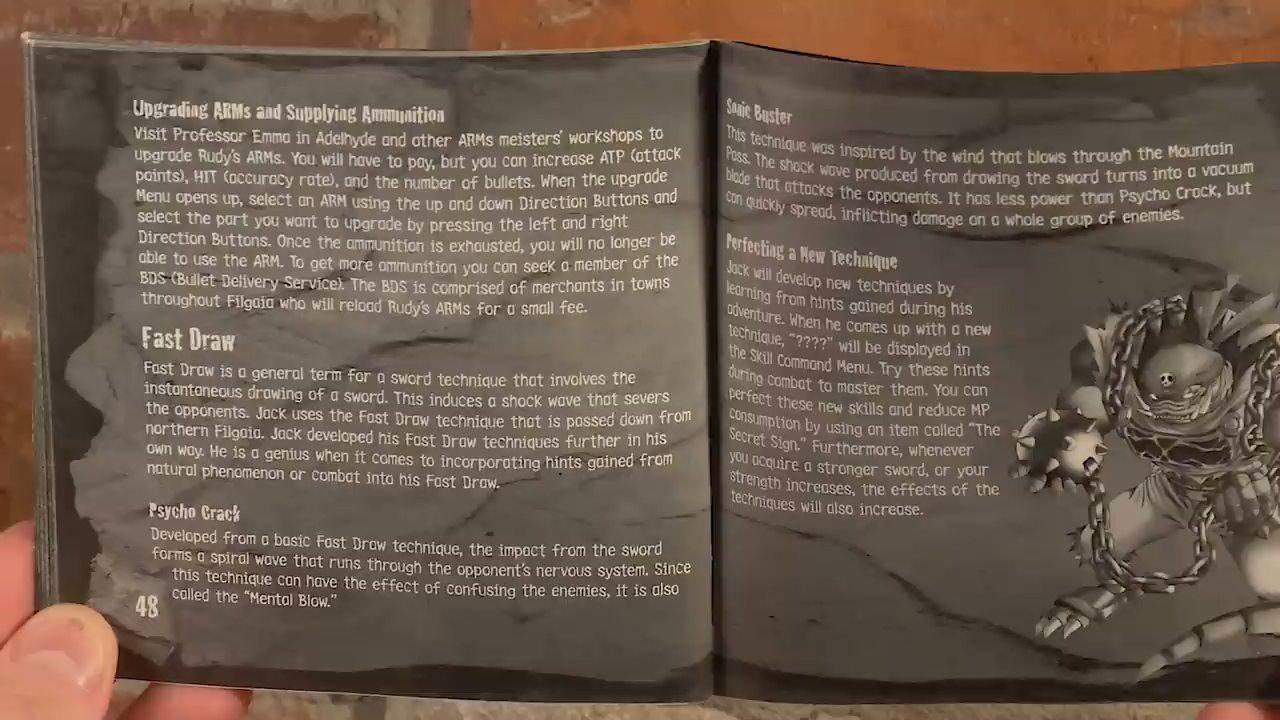 Upgrading ARMs and Supplying Ammunition
Visit Professor Emma in Adelhyde and other ARMs meisters' workshops to
upgrade Rudy's ARMs. You will have to pay, but you can increase ATP (attack
points), HIT (accuracy rate), and the number of bullets. When the upgrade
Menu opens up, select an ARM using the up and down Direction Buttons and
select the part you want to upgrade by pressing the left and right
Direction Buttons. Once the ammunition is exhausted, you will no longer be
able to use the ARM. To get more ammunition you can seek a member of the
BDS (Bullet Delivery Service). The BDS is comprised of merchants in towns
throughout Filgaia who will reload Rudy's ARMs for a small fee.
Fast Draw
Fast Draw is a general term for a sword technique that involves the
instantaneous drawing of a sword. This induces a shock wave that severs
the opponents. Jack uses the Fast Draw technique that is passed down from
northern Filgaia. Jack developed his Fast Draw techniques further in his
own way. He is a genius when it comes to incorporating hints gained from
natural phenomenon or combat into his Fast Draw.
Psycho Crack
Developed from a basic Fast Draw technique, the impact from the sword
forms a spiral wave that runs through the opponent's nervous system. Since
this technique can have the effect of confusing the enemies, it is also
called the "Mental Blow."
48
Sonic Buster
This technique was inspired by the wind that blows through the Mountain
Pass. The shock wave produced from drawing the sword turns into a vacuum
blade that attacks the opponents. It has less power than Psycho Crack, but
can quickly spread, inflicting damage on a whole group of enemies.
Perfecting a New Technique
Jack will develop new techniques by
learning from hints gained during his
adventure. When he comes up with a new
technique, "????" will be displayed in
the Skill Command Menu. Try these hints
during combat to master them. You can
perfect these new skills and reduce MP
consumption by using an item called "The
Secret Sign." Furthermore, whenever
you acquire a stronger sword, or your
strength increases, the effects of the
techniques will also increase.